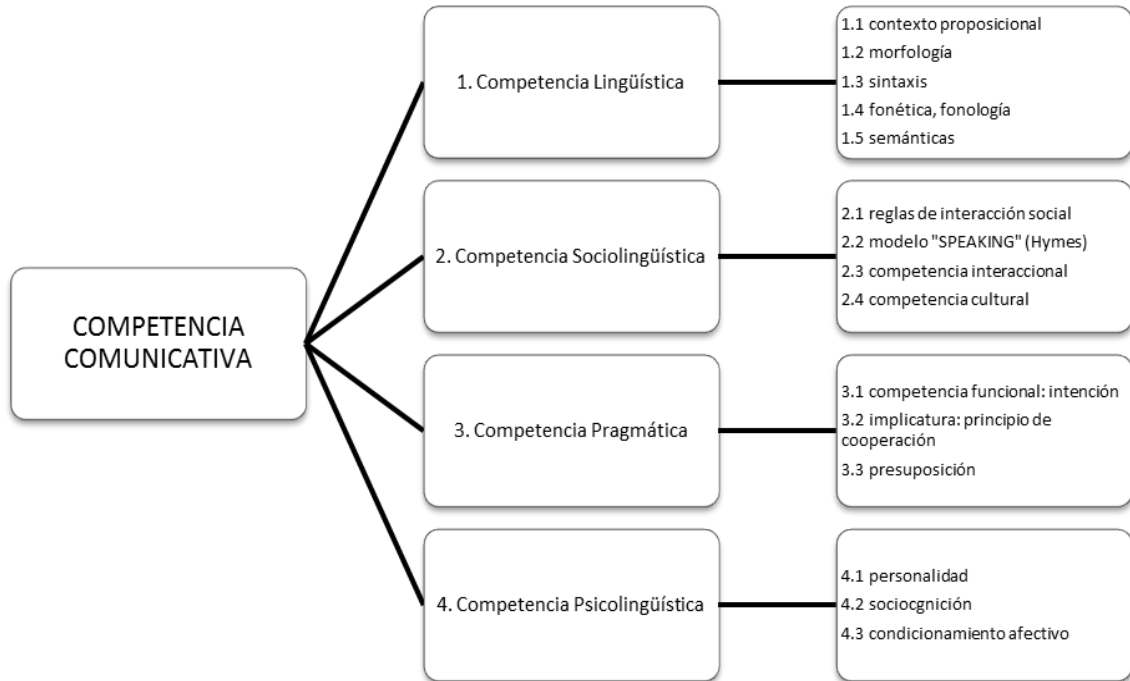 COMPETENCIA
COMUNICATIVA
1. Competencia Lingüística
1.1 contexto proposicional
1.2 morfología
1.3 sintaxis
1.4 fonética, fonología
1.5 semánticas
2. Competencia Sociolingüística
2.1 reglas de interacción social
2.2 modelo "SPEAKING" (Hymes)
2.3 competencia interaccional
2.4 competencia cultural
3. Competencia Pragmática
3.1 competencia funcional: intención
3.2 implicatura: principio de
cooperación
3.3 presuposición
4. Competencia Psicolingüística
4.1 personalidad
4.2 sociocgnición
4.3 condicionamiento afectivo